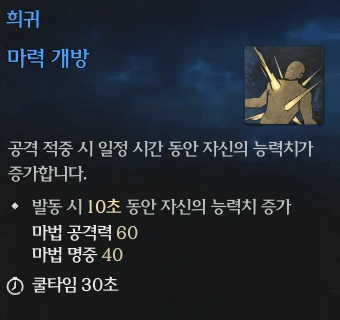 희귀
마력 개방
공격 적중 시 일정 시간 동안 자신의 능력치가
증가합니다.
발동 시 10초 동안 자신의 능력치 증가
마법 공격력 60
마법 명중 40
쿨타임 30초